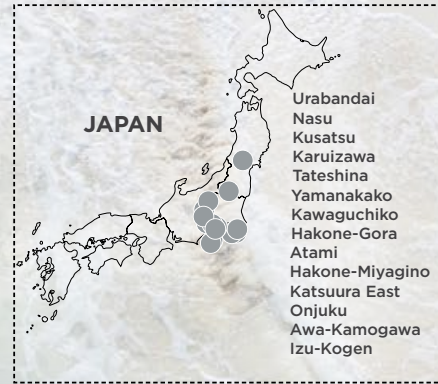 JAPAN
Urabandai
Nasu
Kusatsu
Karuizawa
Tateshina
Yamanakako
Kawaguchiko
Hakone-Gora
Atami
Hakone-Miyagino
Katsuura East
Onjuku
Awa-Kamogawa
Izu-Kogen